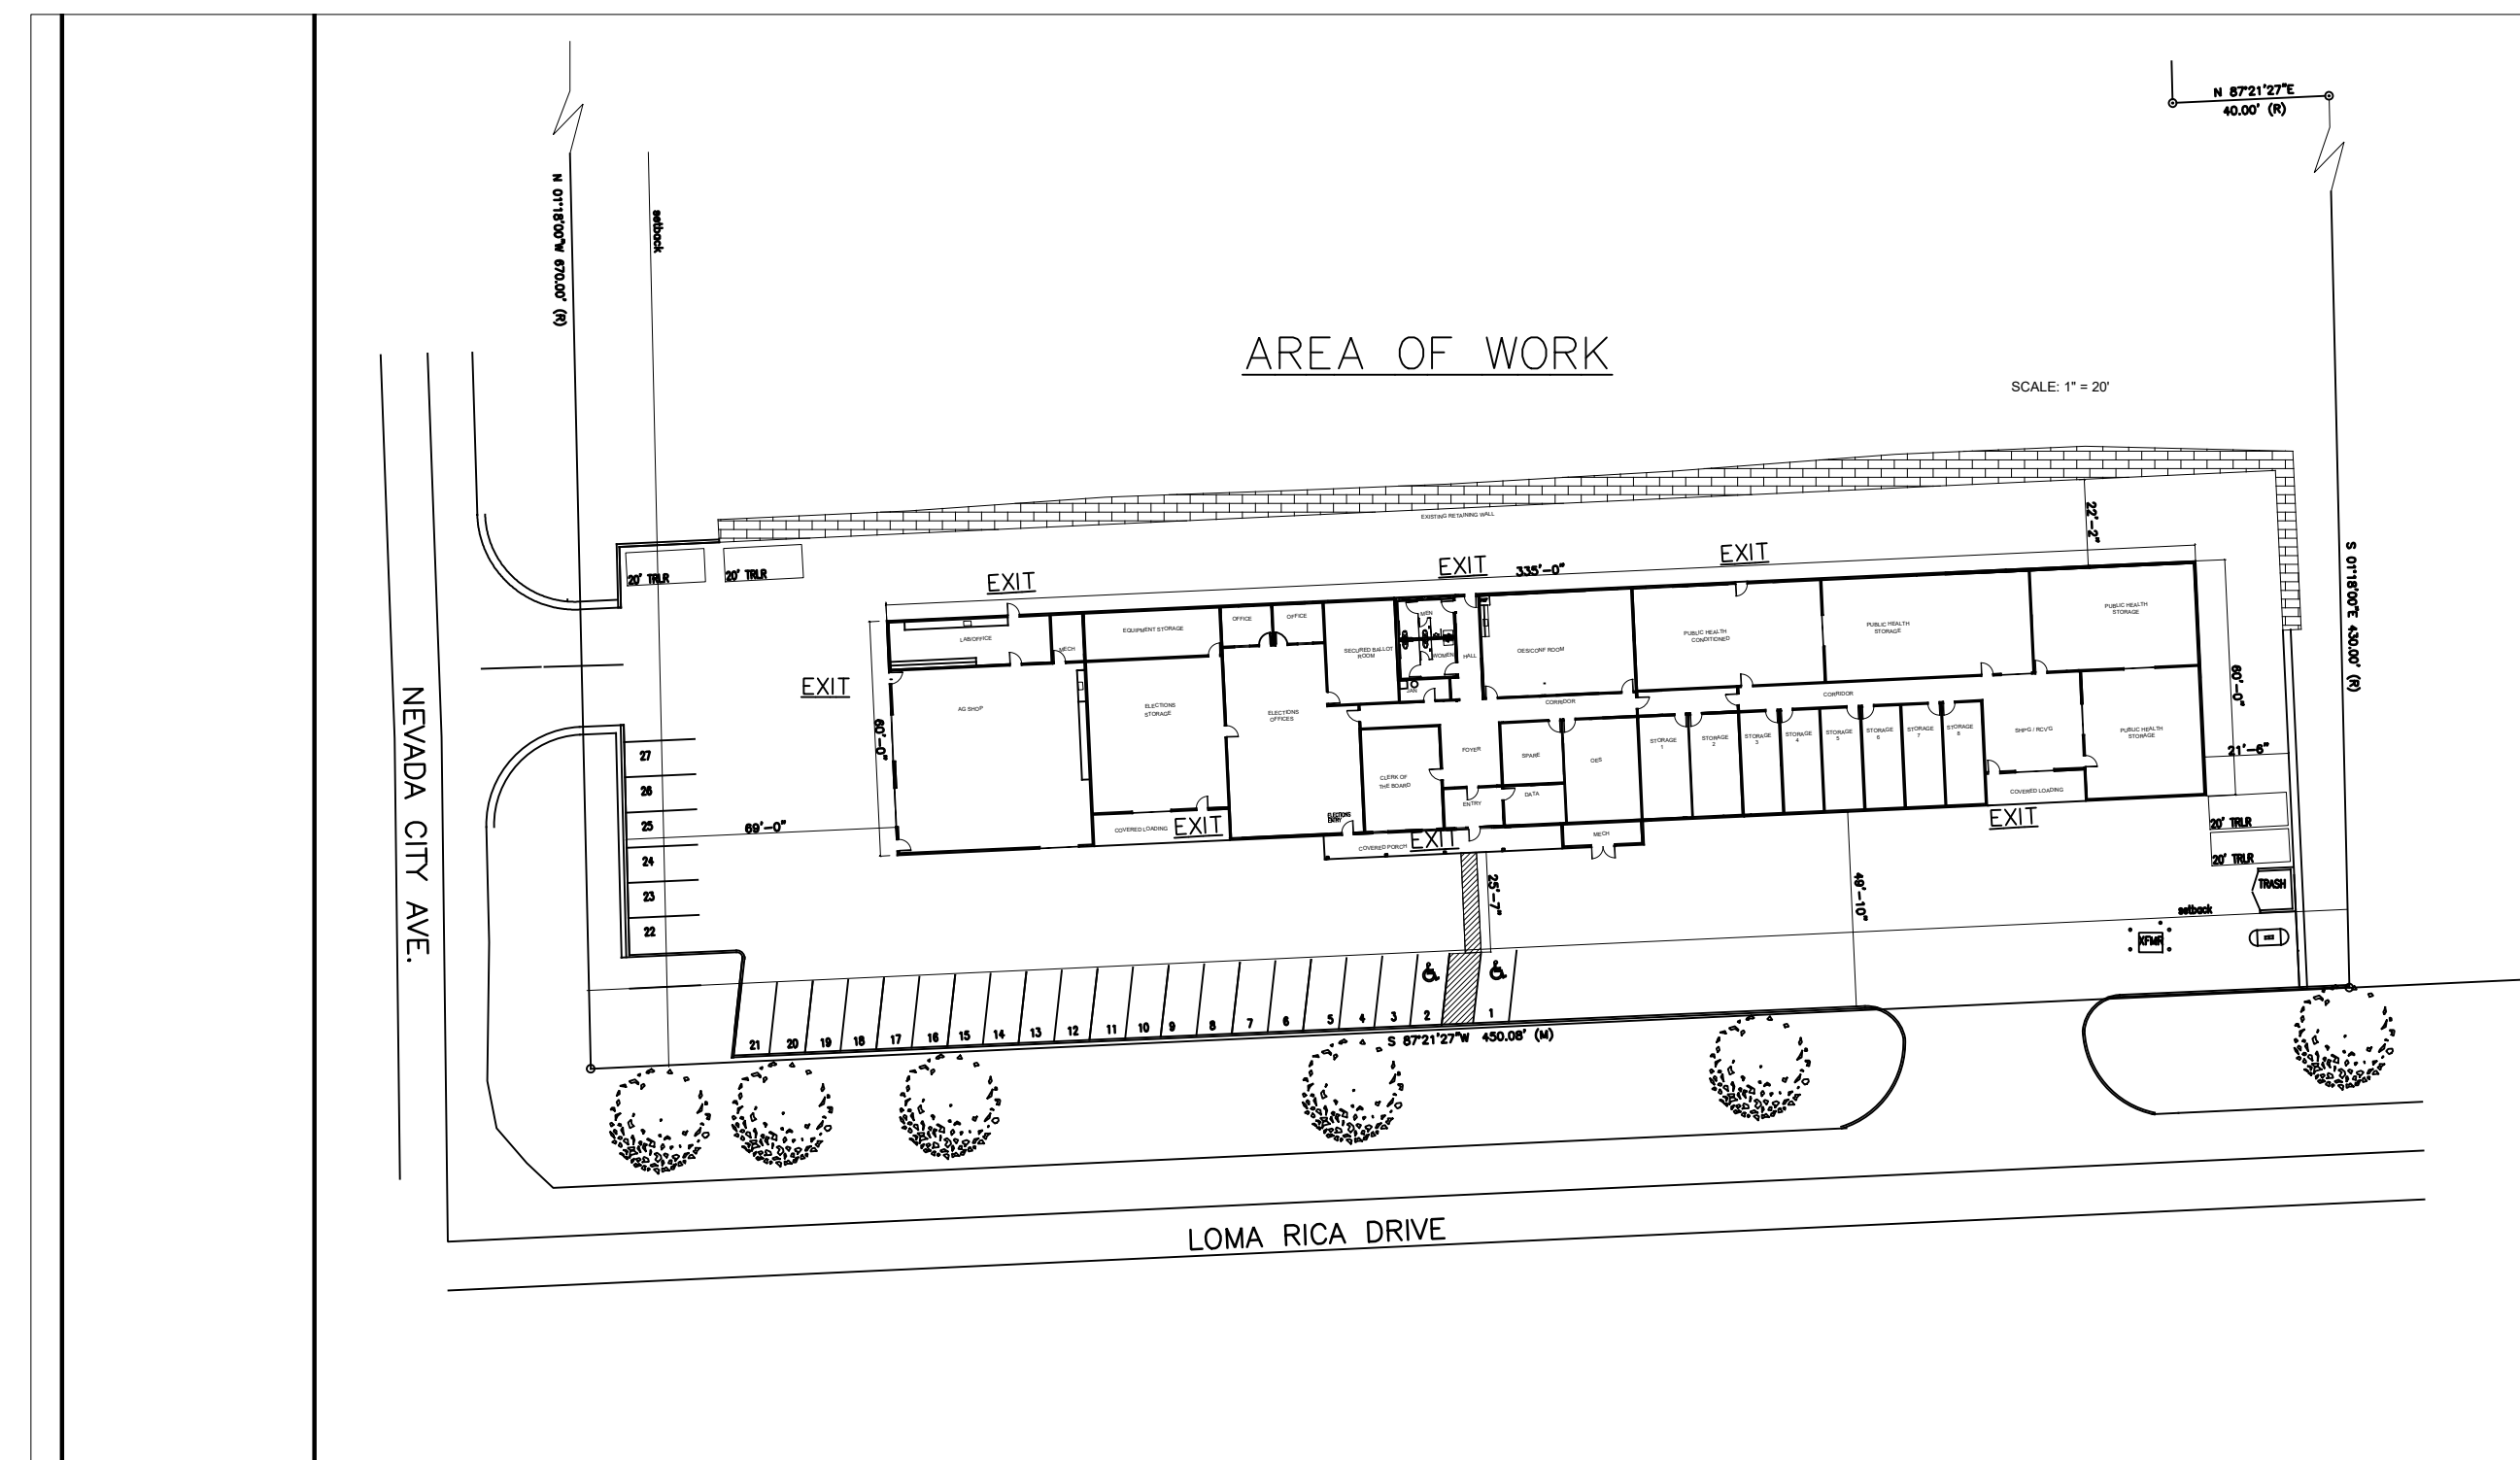 N 87°21'27"E
40.00' (R)
N 01°18'00"W 670.00' (R)
setback
AREA OF WORK
SCALE: 1" = 20'
EXISTING RETAINING WALL
22'-2"
S 01°18'00"E 430.00' (R)
20' TRLR
20' TRLR
EXIT
EXIT
EXIT
335'-0"
LAB/OFFICE
MECH
EQUIPMENT STORAGE
OFFICE
OFFICE
SECURED BALLOT
ROOM
MEN
WOMEN
HALL
JAN
OES/CONF ROOM
PUBLIC HEALTH
CONDITIONED
PUBLIC HEALTH
STORAGE
PUBLIC HEALTH
STORAGE
EXIT
60'-0"
AG SHOP
ELECTIONS
STORAGE
ELECTIONS
OFFICES
CORRIDOR
CORRIDOR
60'-0"
FOYER
SPARE
OES
STORAGE
1
STORAGE
2
STORAGE
3
STORAGE
4
STORAGE
5
STORAGE
6
STORAGE
7
STORAGE
8
SHPG / RCV'G
PUBLIC HEALTH
STORAGE
21'-6"
CLERK OF
THE BOARD
ENTRY
DATA
COVERED LOADING
COVERED LOADING
EXIT
ELECTIONS
ENTRY
COVERED PORCH
EXIT
MECH
EXIT
20' TRLR
20' TRLR
TRASH
NEVADA CITY AVE.
27
26
25
24
23
22
69'-0"
25'-7"
49'-10"
setback
XFMR
21
20
19
18
17
16
15
14
13
12
11
10
9
8
7
6
5
4
3
2
1
S 87°21'27"W 450.08' (M)
LOMA RICA DRIVE